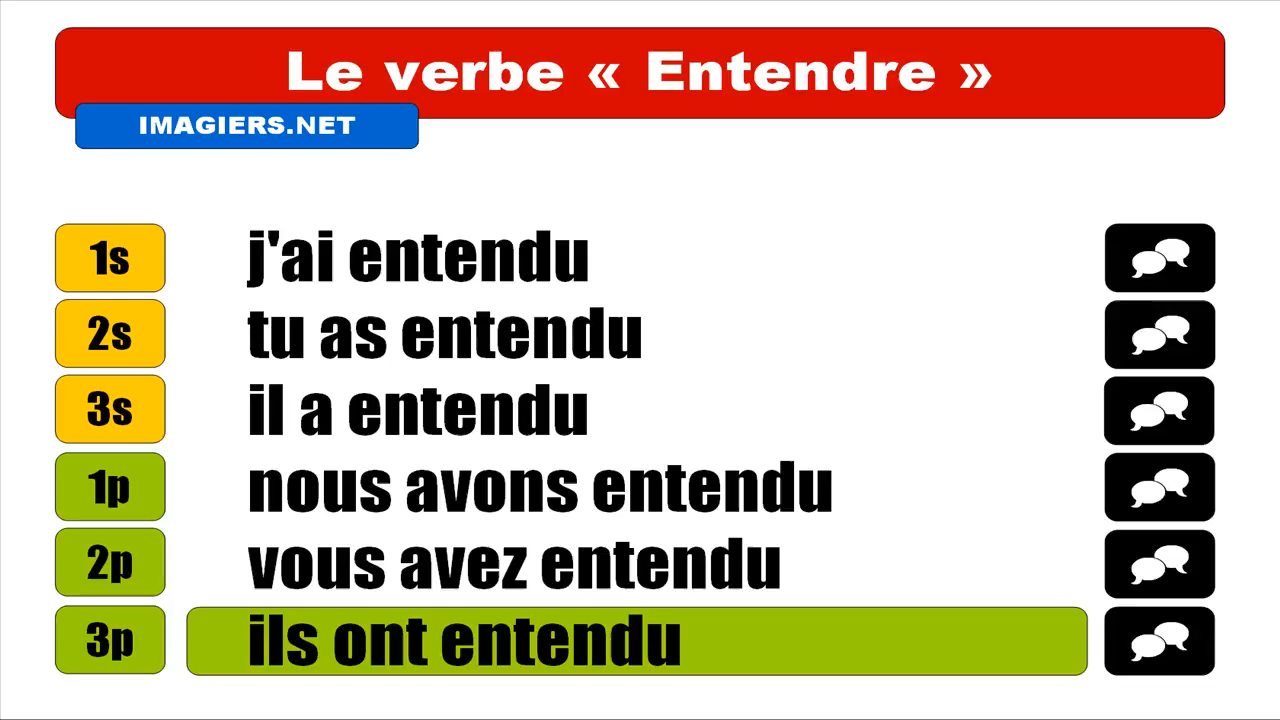 Le verbe « Entendre »
IMAGIERS.NET
1s j'ai entendu
2s tu as entendu
3s il a entendu
1p nous avons entendu
2p vous avez entendu
3p ils ont entendu